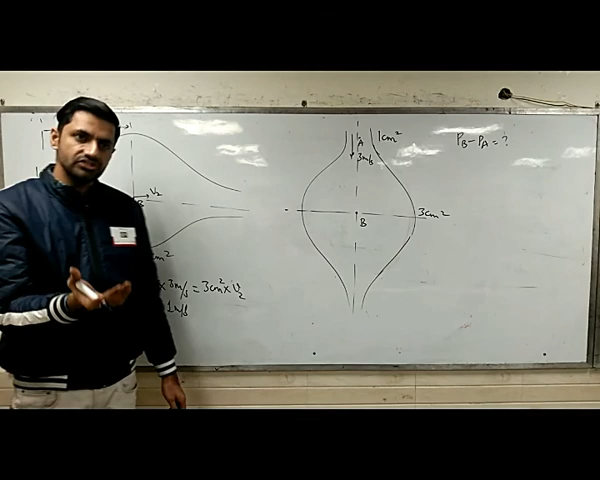 1cm²
A
3m/s
P_B - P_A = ?
V₂
B
3cm²
B
cm²
x 3m/s = 3cm² x V₂
1m/s